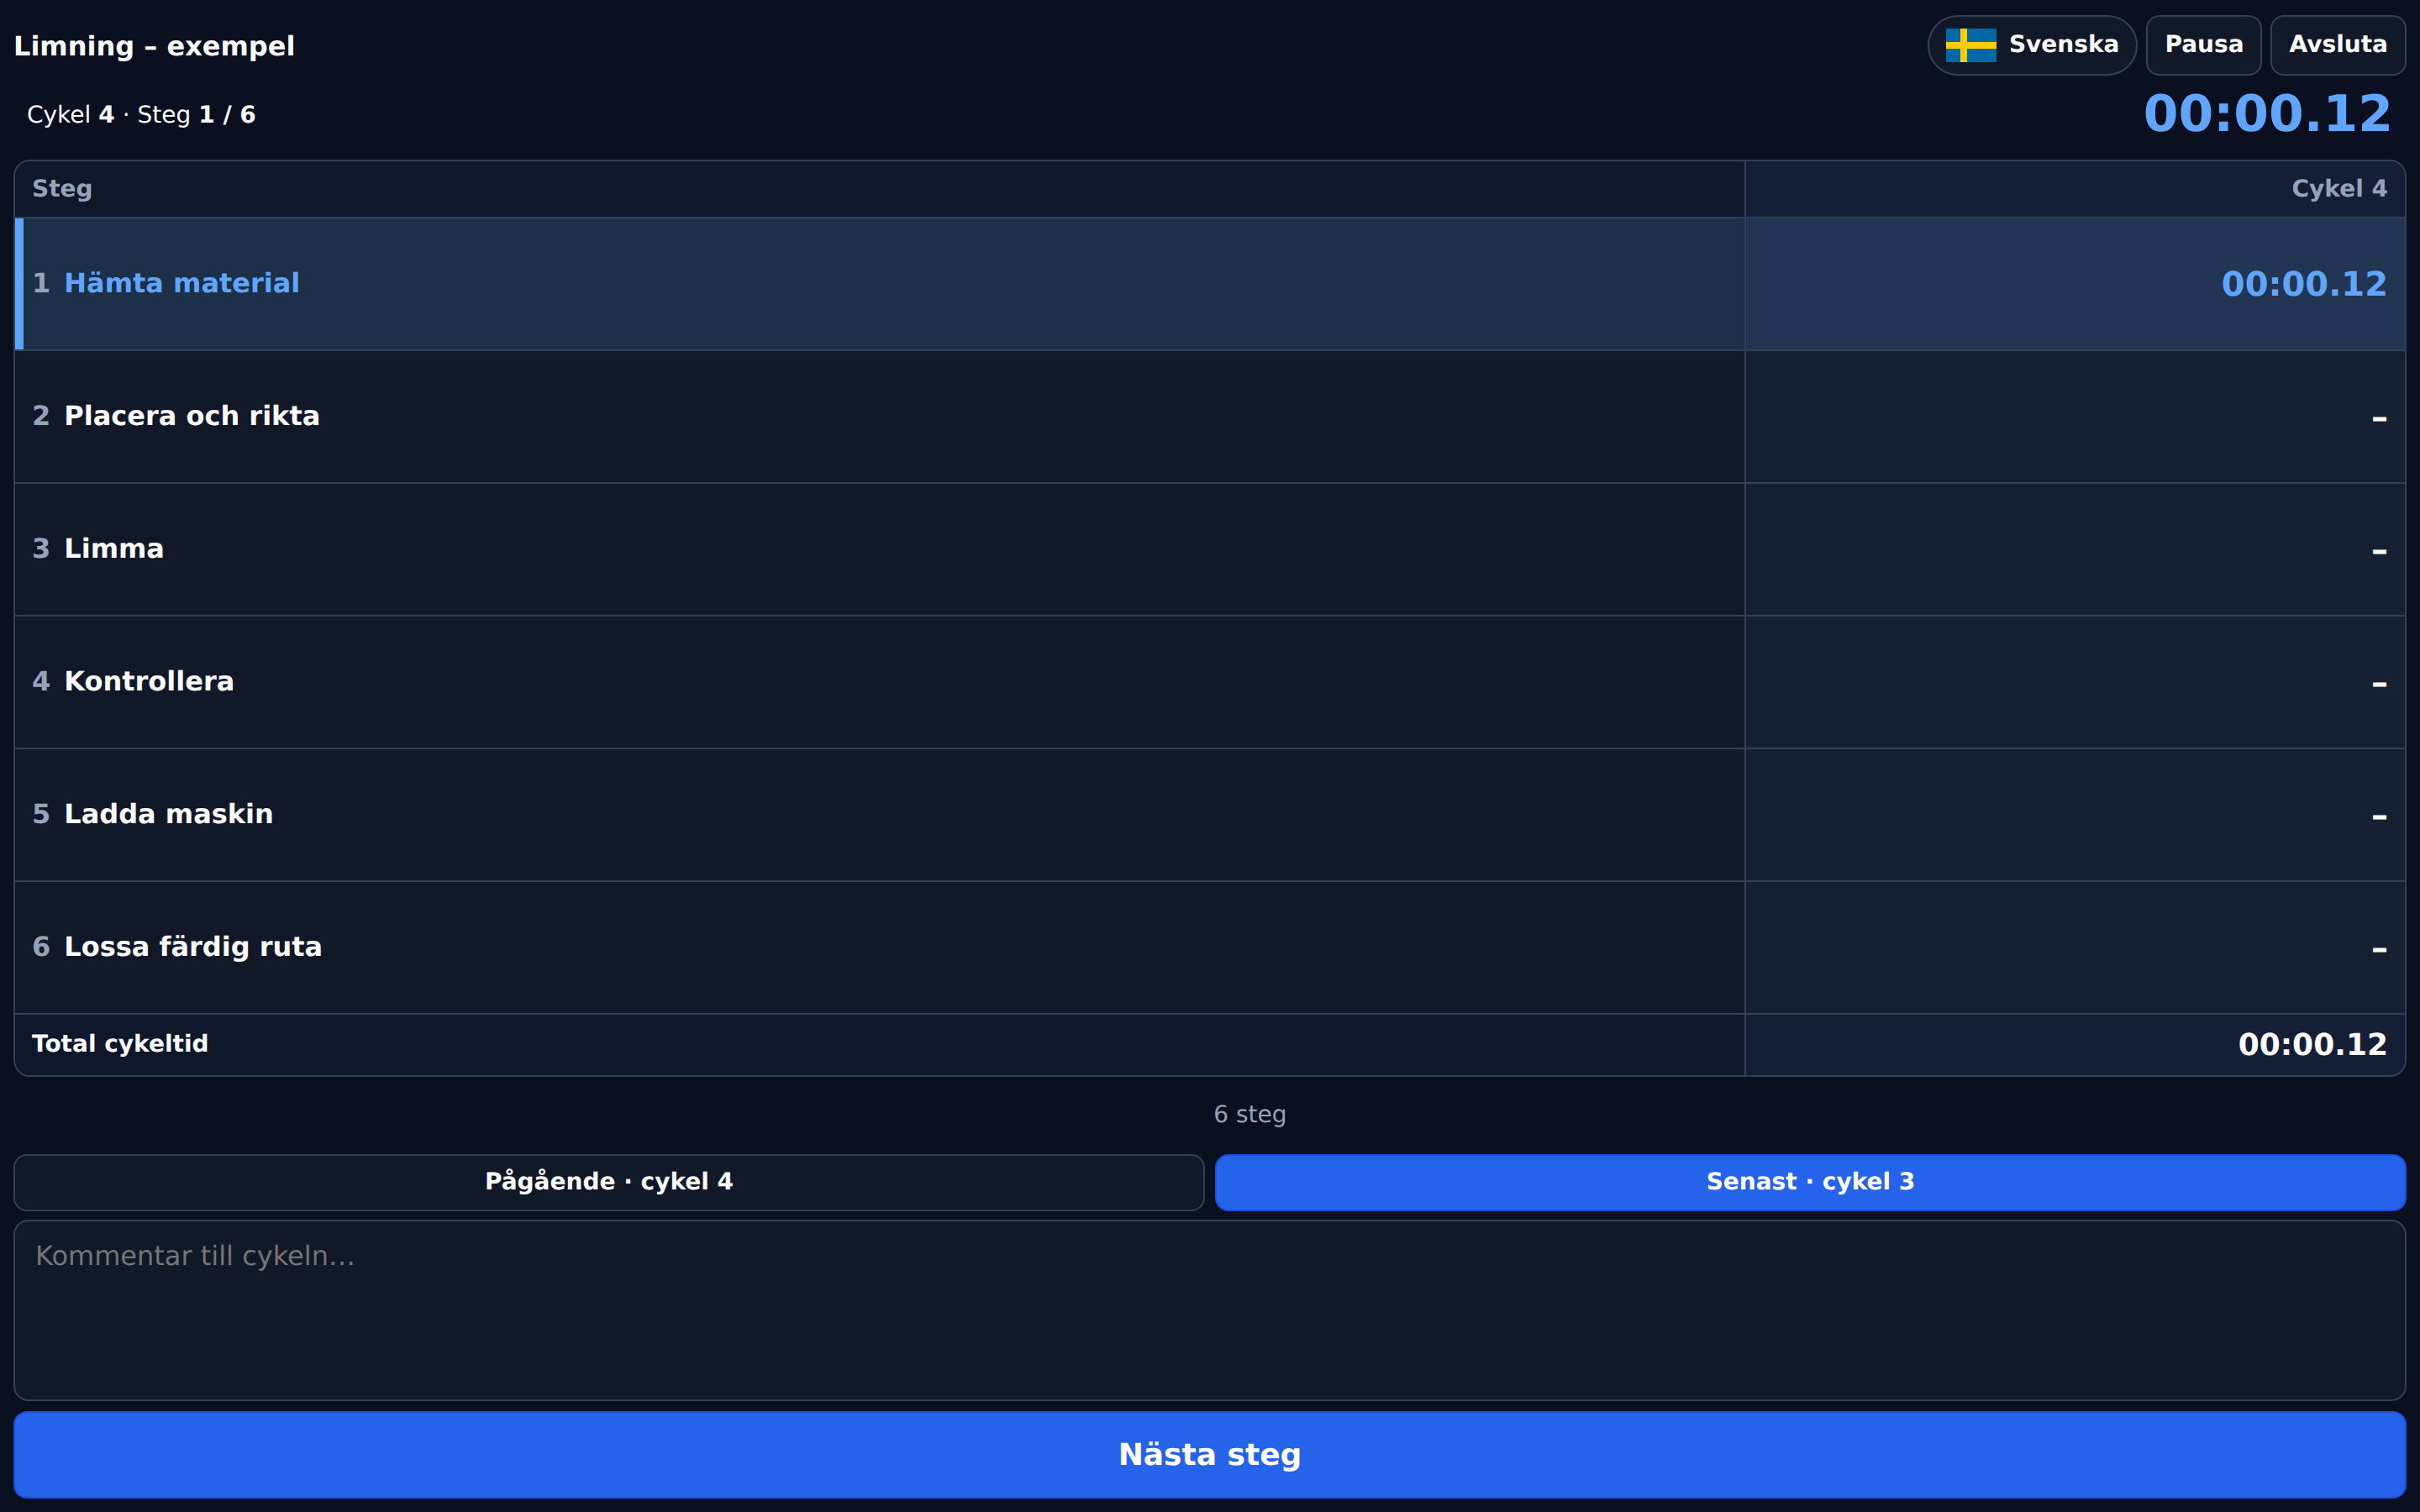 Limning – exempel
Svenska
Pausa
Avsluta
Cykel 4 · Steg 1 / 6
00:00.12
Steg
Cykel 4
1 Hämta material
00:00.12
2 Placera och rikta
–
3 Limma
–
4 Kontrollera
–
5 Ladda maskin
–
6 Lossa färdig ruta
–
Total cykeltid
00:00.12
6 steg
Pågående · cykel 4
Senast · cykel 3
Kommentar till cykeln…
Nästa steg